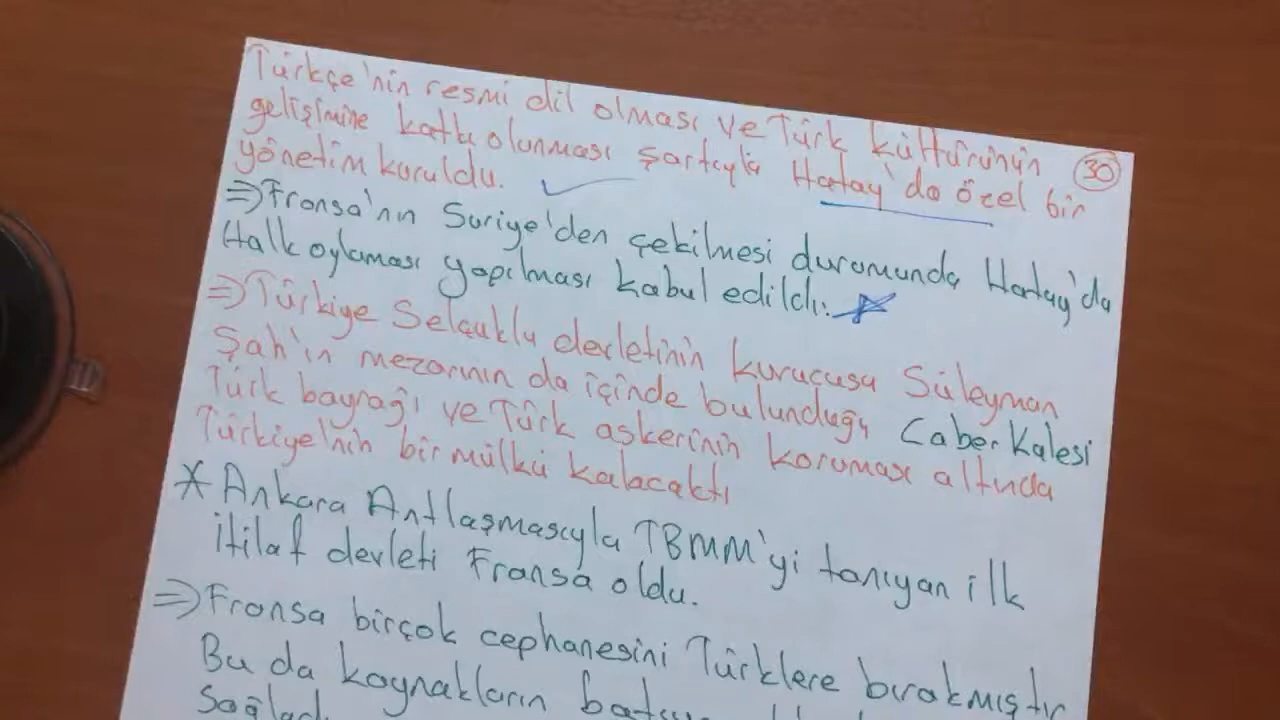 Türkçe'nin resmi dil olması ve Türk kültürünün
gelişimine katkı olunması şartıyla Hatay'da özel bir
yönetim kuruldu.
30
⇒ Fransa'nın Suriye'den çekilmesi durumunda Hatay'da
Halk oylaması yapılması kabul edildi.
⇒ Türkiye Selçuklu devletinin kurucusu Süleyman
Şah'ın mezarının da içinde bulunduğu Caber Kalesi
Türk bayrağı ve Türk askerinin koruması altında
Türkiye'nin bir mülkü kalacaktı
* Ankara Antlaşmasıyla TBMM'yi tanıyan ilk
itilaf devleti Fransa oldu.
⇒ Fransa birçok cephanesini Türklere bırakmıştır
Bu da kaynakların